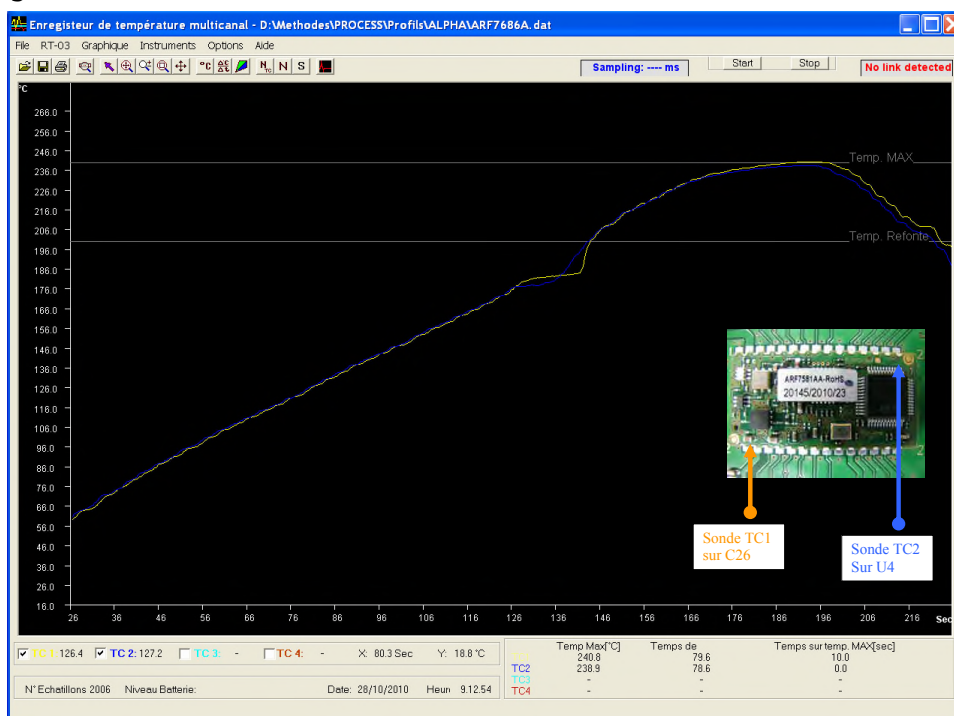 Enregisteur de température multicanal - D:\Methodes\PROCESS\Profils\ALPHA\ARF7686A.dat
File RT-03 Graphique Instruments Options Aide
N N S
Sampling: ---- ms
Start
Stop
No link detected
°C
266.0
256.0
246.0
236.0
226.0
216.0
206.0
196.0
186.0
176.0
166.0
156.0
146.0
136.0
126.0
116.0
106.0
96.0
86.0
76.0
66.0
56.0
46.0
36.0
26.0
16.0
Temp. MAX
Temp. Refonte
ARF7581AA-RoHS
20145/2010/23
Sonde TC1
sur C26
Sonde TC2
Sur U4
26 36 46 56 66 76 86 96 106 116 126 136 146 156 166 176 186 196 206 216 Sec
TC 1: 126.4 TC 2: 127.2 TC 3: - TC 4: - X: 80.3 Sec Y: 18.8 °C
N° Echatillons 2006 Niveau Batterie: Date: 28/10/2010 Heur 9.12.54
Temp Max[°C] Temps de Temps sur temp. MAX[sec]
240.8 79.6 10.0
TC2 238.9 78.6 0.0
TC3 - - -
TC4 - - -